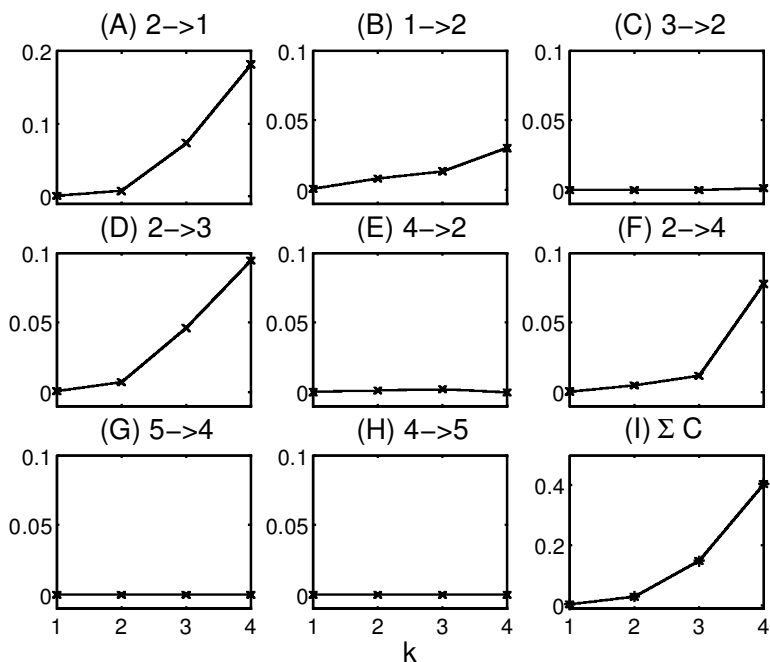 (A) 2−>1 (B) 1−>2 (C) 3−>2
0.2 0.1 0.1
0.1 0.05 0.05
0 0 0
(D) 2−>3 (E) 4−>2 (F) 2−>4
0.1 0.1 0.1
0.05 0.05 0.05
0 0 0
(G) 5−>4 (H) 4−>5 (I) Σ C
0.1 0.1 0.4
0.05 0.05 0.2
0 0 0
1 2 3 4 1 2 3 4 1 2 3 4
k